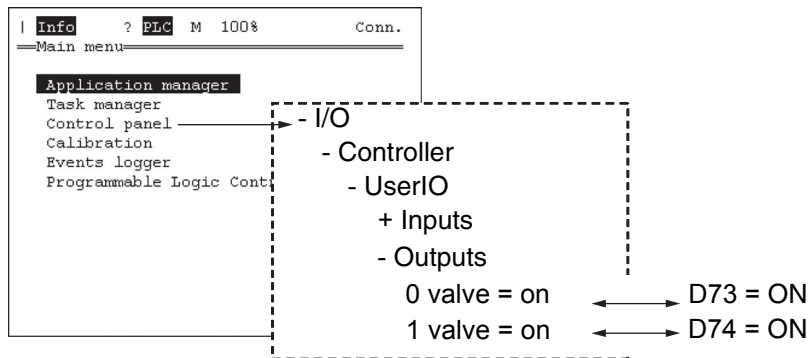 | Info ? PLC M 100% Conn.
Main menu
Application manager
Task manager
Control panel
Calibration
Events logger
Programmable Logic Cont
- I/O
- Controller
- UserIO
+ Inputs
- Outputs
0 valve = on D73 = ON
1 valve = on D74 = ON